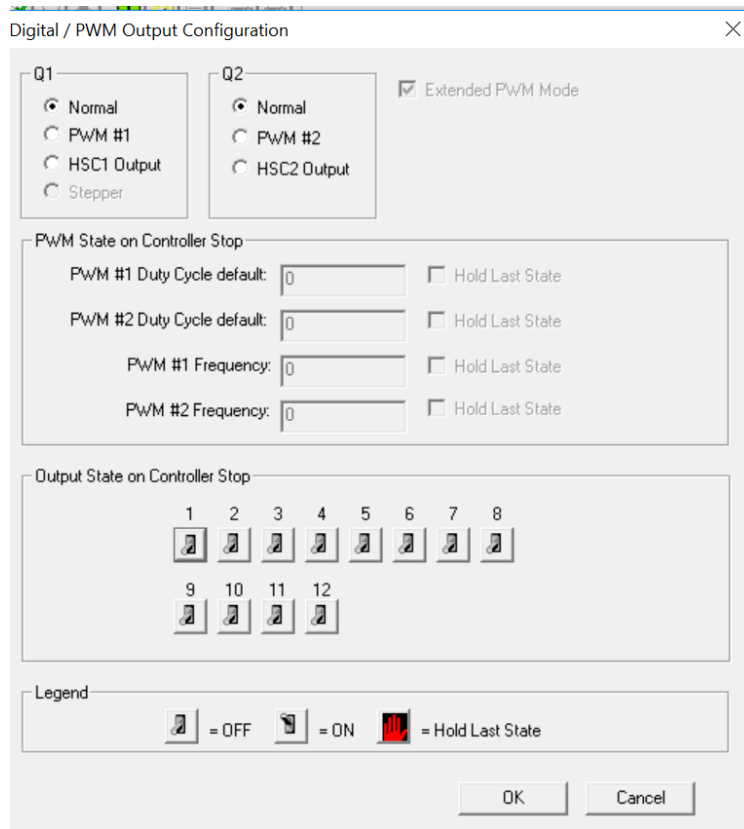 Digital / PWM Output Configuration
Q1
Normal
PWM #1
HSC1 Output
Stepper
Q2
Normal
PWM #2
HSC2 Output
Extended PWM Mode
PWM State on Controller Stop
PWM #1 Duty Cycle default: 0 Hold Last State
PWM #2 Duty Cycle default: 0 Hold Last State
PWM #1 Frequency: 0 Hold Last State
PWM #2 Frequency: 0 Hold Last State
Output State on Controller Stop
1 2 3 4 5 6 7 8
9 10 11 12
Legend
= OFF = ON = Hold Last State
OK Cancel